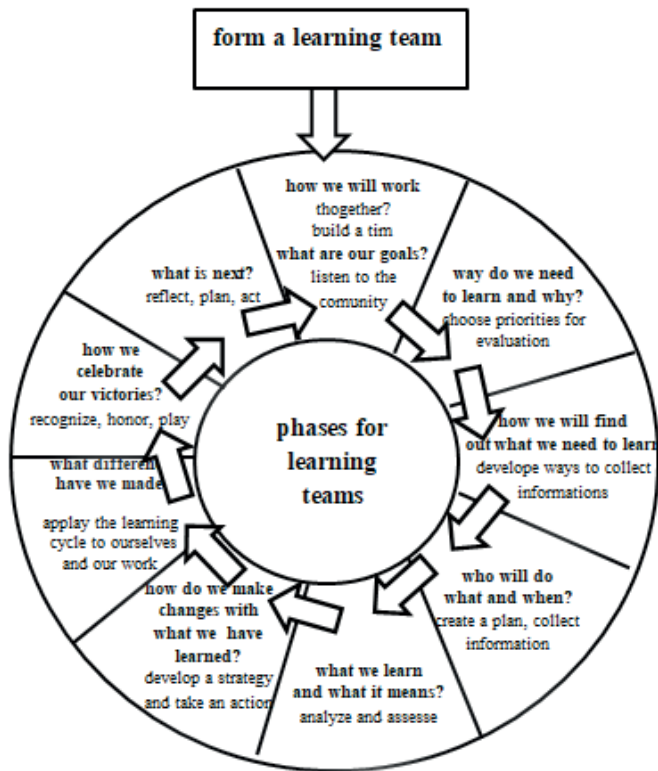 form a learning team
how we will work
thogether?
build a tim
what are our goals?
listen to the
comunity
way do we need
to learn and why?
choose priorities for
evaluation
how we will find
out what we need to learn
develope ways to collect
informations
who will do
what and when?
create a plan, collect
information
what we learn
and what it means?
analyze and assesse
how do we make
changes with
what we have
learned?
develop a strategy
and take an action
what differen
have we made
applay the learning
cycle to ourselves
and our work
how we
celebrate
our victories?
recognize, honor, play
what is next?
reflect, plan, act
phases for
learning
teams